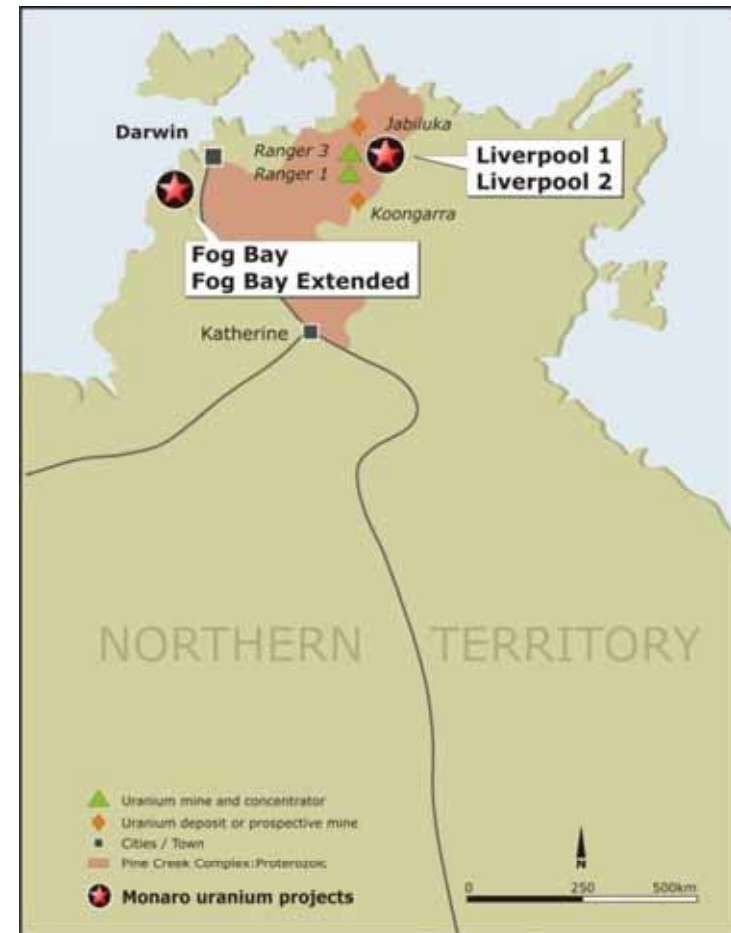 Darwin
Jabiluka
Ranger 3
Ranger 1
Liverpool 1
Liverpool 2
Koongarra
Fog Bay
Fog Bay Extended
Katherine
NORTHERN TERRITORY
Uranium mine and concentrator
Uranium deposit or prospective mine
Cities / Town
Pine Creek Complex:Proterozoic
Monaro uranium projects
N
0 250 500km